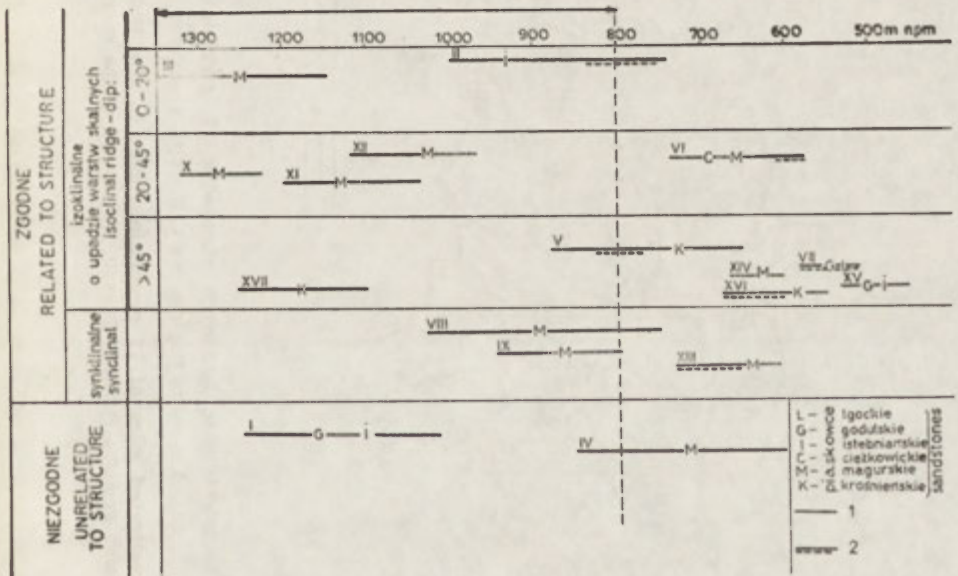 1300 1200 1100 1000 900 800 700 600 500m npm
ZGODNE
RELATED TO STRUCTURE
izoklinalne
o upadzie warstw skalnych
isoclinal ridge-dip:
0-20°
M
III
i
20-45°
X M
XI M
XII M
VI C M
>45°
XVII K
V K
XIV M
XVI K
VII
XV G i
synklinalne
synclinal
VIII M
IX M
XIII M
NIEZGODNE
UNRELATED
TO STRUCTURE
I G i
IV M
L - lgockie
G - godulskie
I - istebniańskie
C - ciężkowickie
M - magurskie
K - krośnieńskie
piaskowce
sandstones
1
2